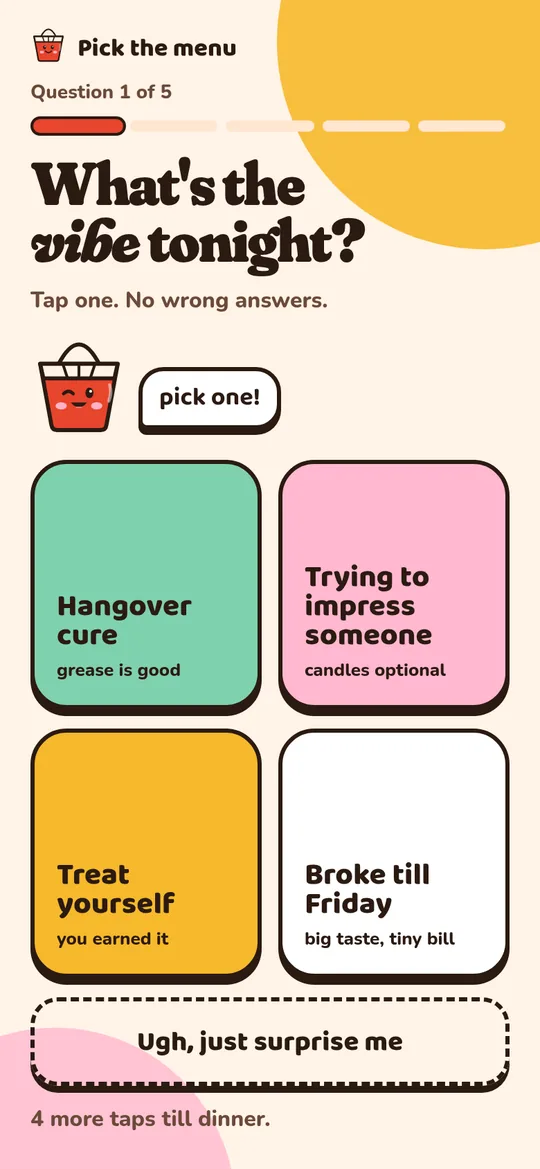 Pick the menu
Question 1 of 5
What's the
vibe tonight?
Tap one. No wrong answers.
pick one!
Hangover
cure
grease is good
Trying to
impress
someone
candles optional
Treat
yourself
you earned it
Broke till
Friday
big taste, tiny bill
Ugh, just surprise me
4 more taps till dinner.